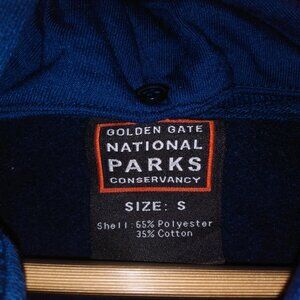 GOLDEN GATE
NATIONAL
PARKS
CONSERVANCY
SIZE: S
Shell: 65% Polyester
35% Cotton